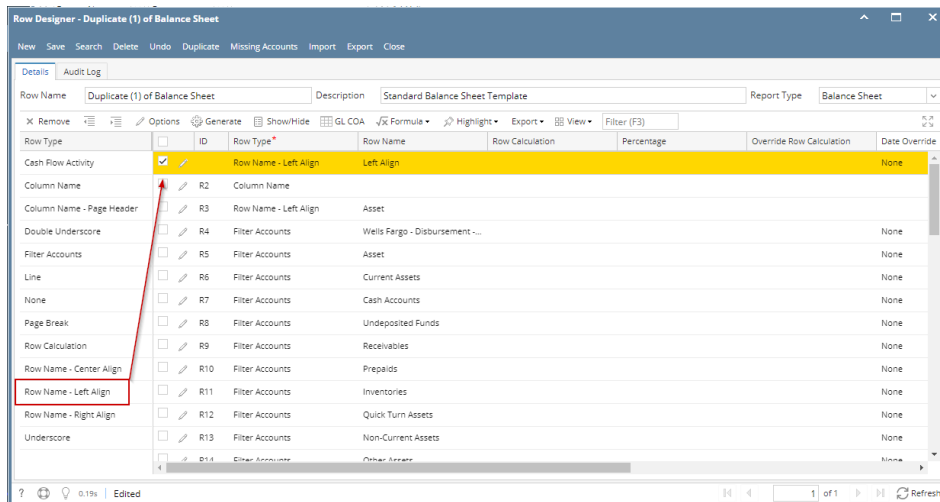 Row Designer - Duplicate (1) of Balance Sheet
New Save Search Delete Undo Duplicate Missing Accounts Import Export Close
Details Audit Log
Row Name Duplicate (1) of Balance Sheet Description Standard Balance Sheet Template Report Type Balance Sheet
Remove Options Generate Show/Hide GL COA Formula Highlight Export View Filter (F3)
Row Type ID Row Type* Row Name Row Calculation Percentage Override Row Calculation Date Override
Cash Flow Activity Row Name - Left Align Left Align None
Column Name R2 Column Name
Column Name - Page Header R3 Row Name - Left Align Asset
Double Underscore R4 Filter Accounts Wells Fargo - Disbursement -... None
Filter Accounts R5 Filter Accounts Asset None
Line R6 Filter Accounts Current Assets None
None R7 Filter Accounts Cash Accounts None
Page Break R8 Filter Accounts Undeposited Funds None
Row Calculation R9 Filter Accounts Receivables None
Row Name - Center Align R10 Filter Accounts Prepaids None
Row Name - Left Align R11 Filter Accounts Inventories None
Row Name - Right Align R12 Filter Accounts Quick Turn Assets None
Underscore R13 Filter Accounts Non-Current Assets None
R14 Filter Accounts Other Assets None
? 0.19s Edited 1 of 1 Refresh